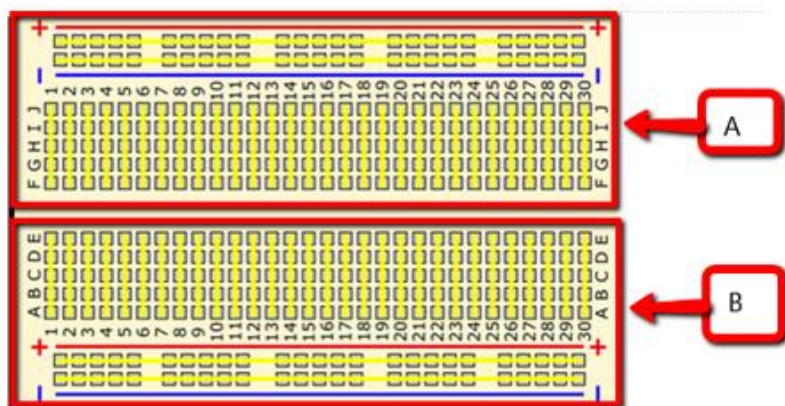 + +
− −
1 2 3 4 5 6 7 8 9 10 11 12 13 14 15 16 17 18 19 20 21 22 23 24 25 26 27 28 29 30
J J
I I
H H
G G
F F
A
E E
D D
C C
B B
A A
B
1 2 3 4 5 6 7 8 9 10 11 12 13 14 15 16 17 18 19 20 21 22 23 24 25 26 27 28 29 30
+ +
− −